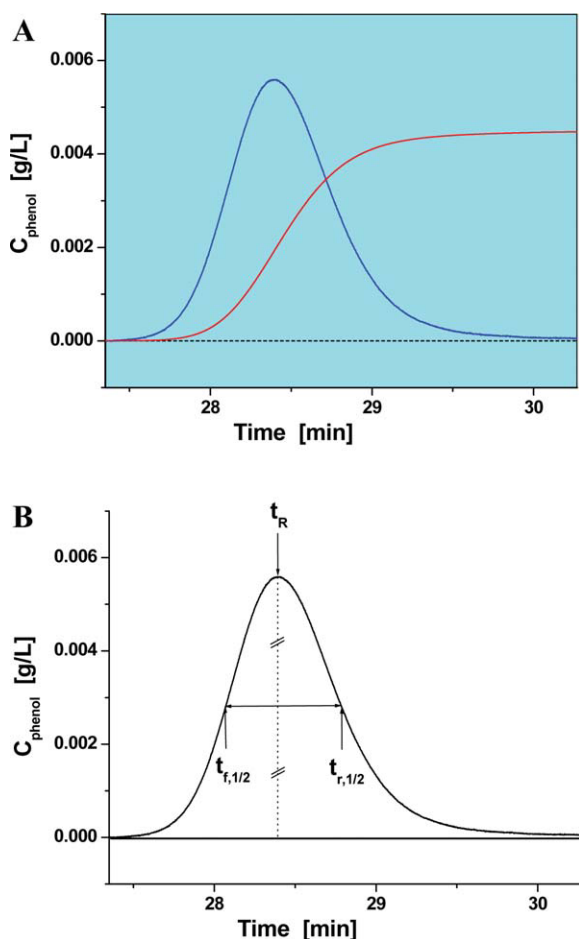 A
0.006
0.004
0.002
0.000
C_phenol [g/L]
28
29
30
Time [min]
B
t_R
0.006
0.004
0.002
0.000
C_phenol [g/L]
t_f,1/2
t_r,1/2
28
29
30
Time [min]